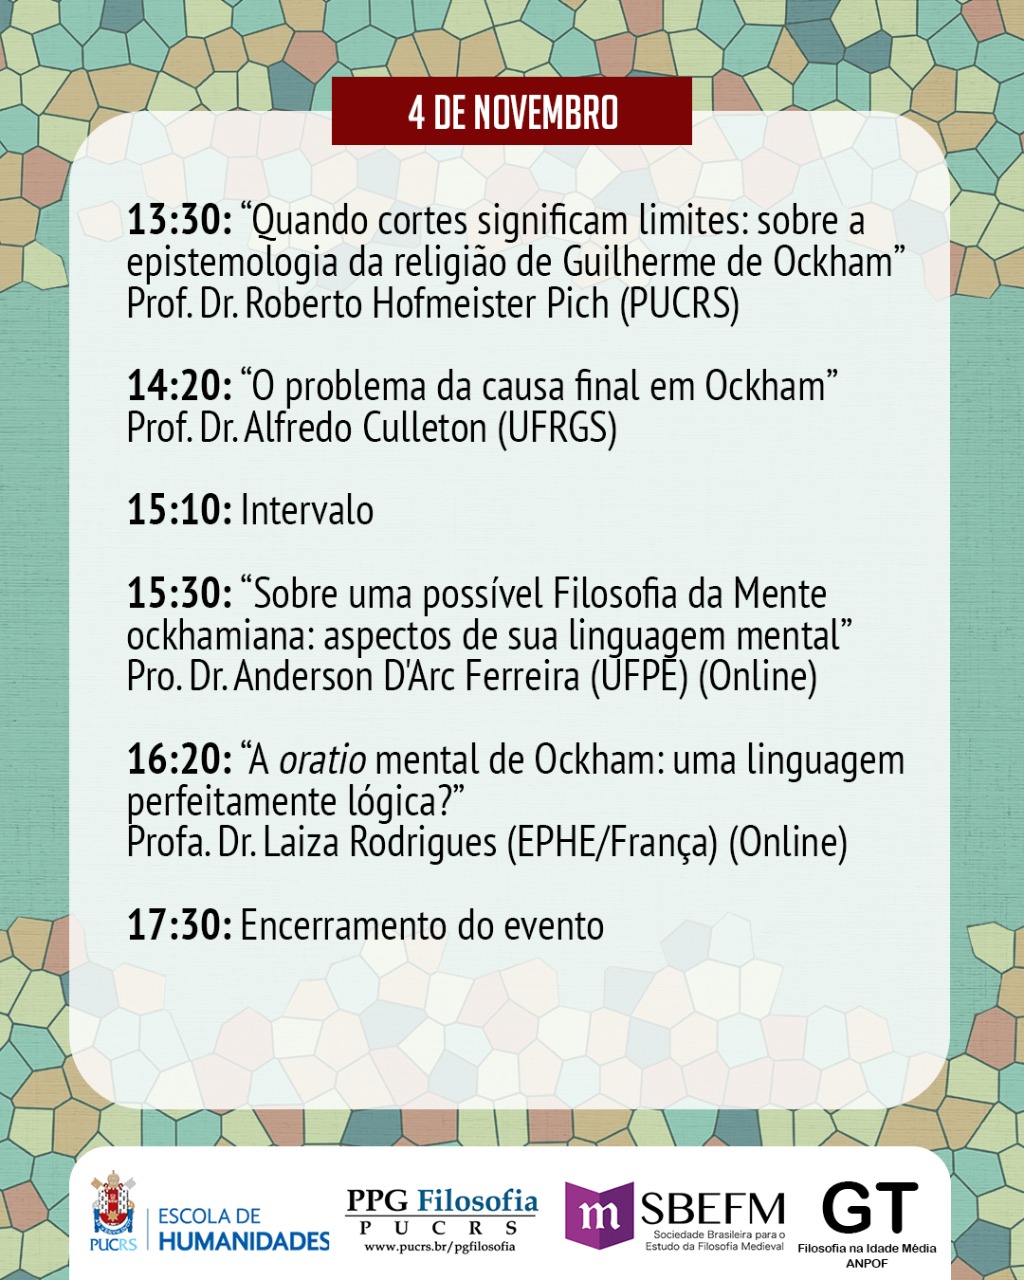 4 DE NOVEMBRO
13:30: “Quando cortes significam limites: sobre a
epistemologia da religião de Guilherme de Ockham”
Prof. Dr. Roberto Hofmeister Pich (PUCRS)
14:20: “O problema da causa final em Ockham”
Prof. Dr. Alfredo Culleton (UFRGS)
15:10: Intervalo
15:30: “Sobre uma possível Filosofia da Mente
ockhamiana: aspectos de sua linguagem mental”
Pro. Dr. Anderson D'Arc Ferreira (UFPE) (Online)
16:20: “A oratio mental de Ockham: uma linguagem
perfeitamente lógica?”
Profa. Dr. Laiza Rodrigues (EPHE/França) (Online)
17:30: Encerramento do evento
PUCRS
ESCOLA DE
HUMANIDADES
PPG Filosofia
PUCRS
www.pucrs.br/pgfilosofia
m
SBEFM
Sociedade Brasileira para o
Estudo da Filosofia Medieval
GT
Filosofia na Idade Média
ANPOF